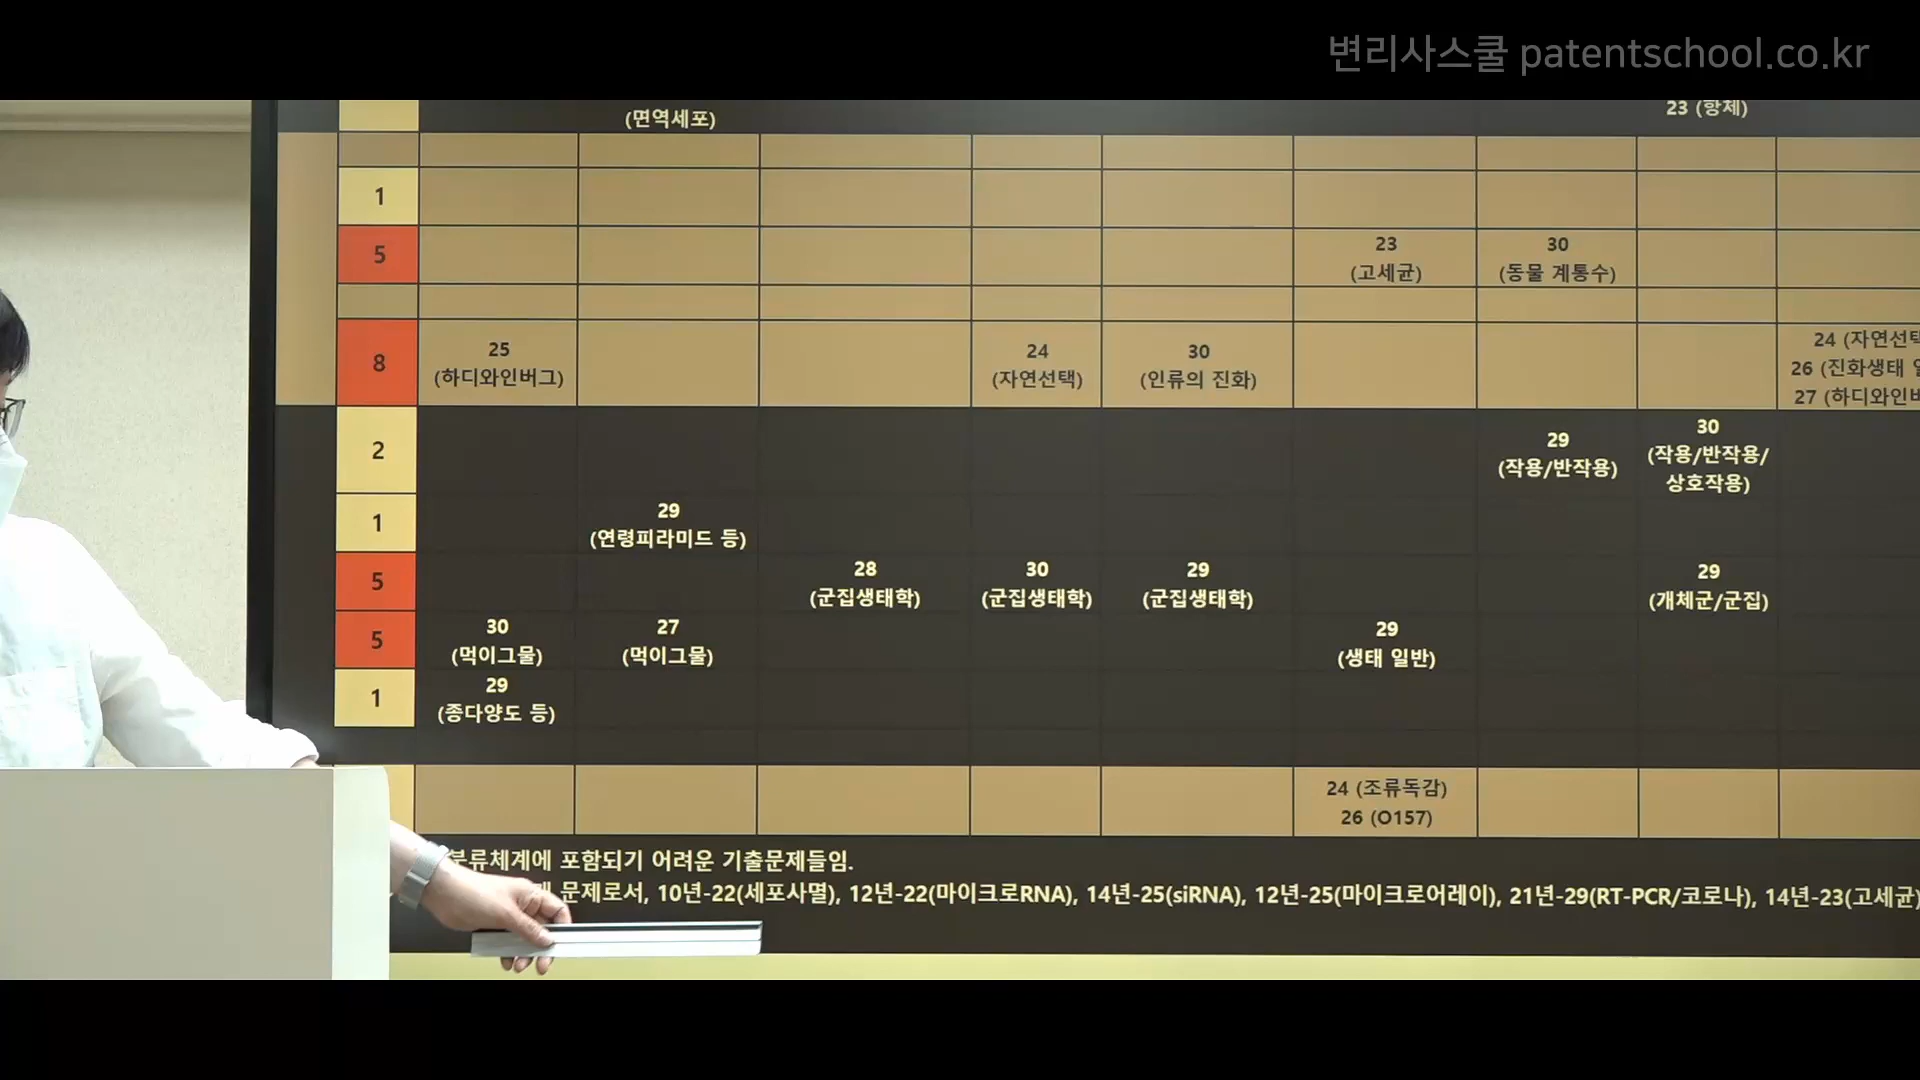 변리사스쿨 patentschool.co.kr
(면역세포)
23 (항체)
1
5
23
(고세균)
30
(동물 계통수)
8
25
(하디와인버그)
24
(자연선택)
30
(인류의 진화)
24 (자연선택
26 (진화생태
27 (하디와인버
2
29
(작용/반작용)
30
(작용/반작용/
상호작용)
1
29
(연령피라미드 등)
5
28
(군집생태학)
30
(군집생태학)
29
(군집생태학)
29
(개체군/군집)
5
30
(먹이그물)
27
(먹이그물)
29
(생태 일반)
1
29
(종다양도 등)
24 (조류독감)
26 (O157)
분류체계에 포함되기 어려운 기출문제들임.
문제로서, 10년-22(세포사멸), 12년-22(마이크로RNA), 14년-25(siRNA), 12년-25(마이크로어레이), 21년-29(RT-PCR/코로나), 14년-23(고세균)